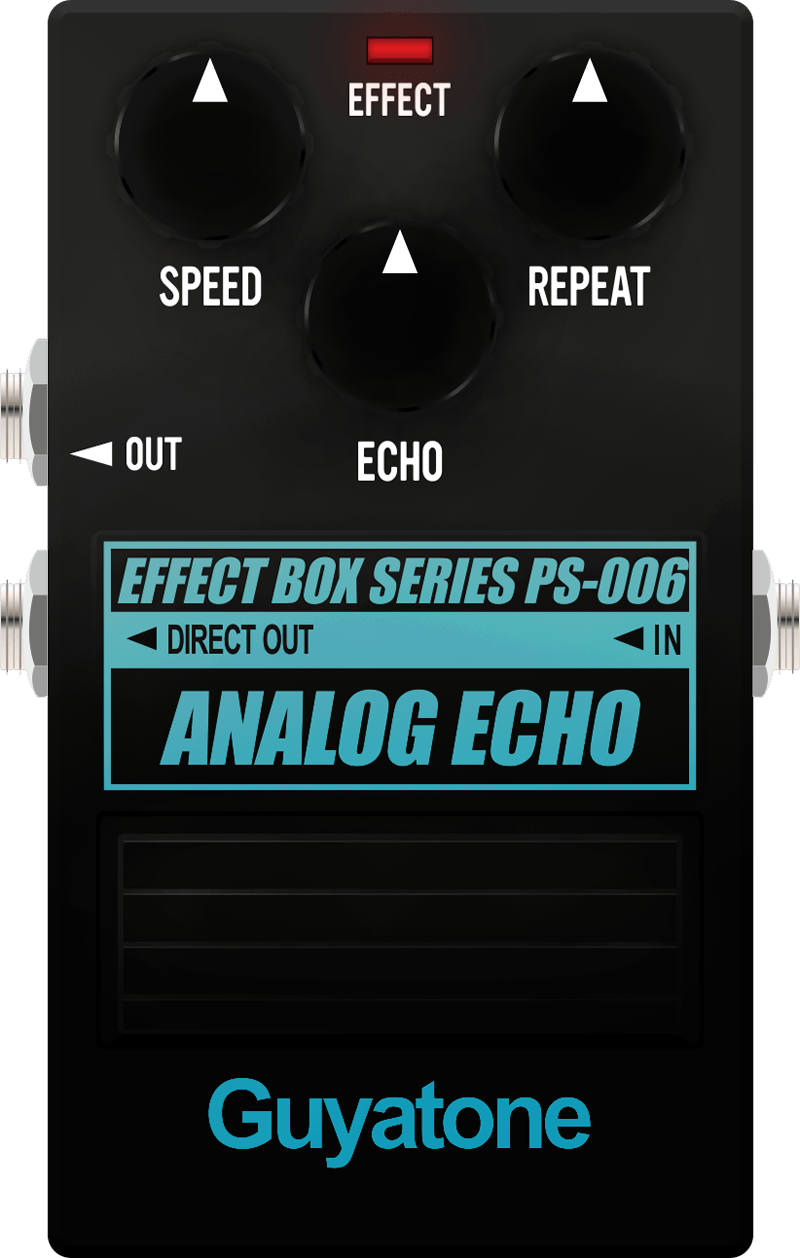 EFFECT
SPEED
REPEAT
ECHO
OUT
EFFECT BOX SERIES PS-006
DIRECT OUT
IN
ANALOG ECHO
Guyatone